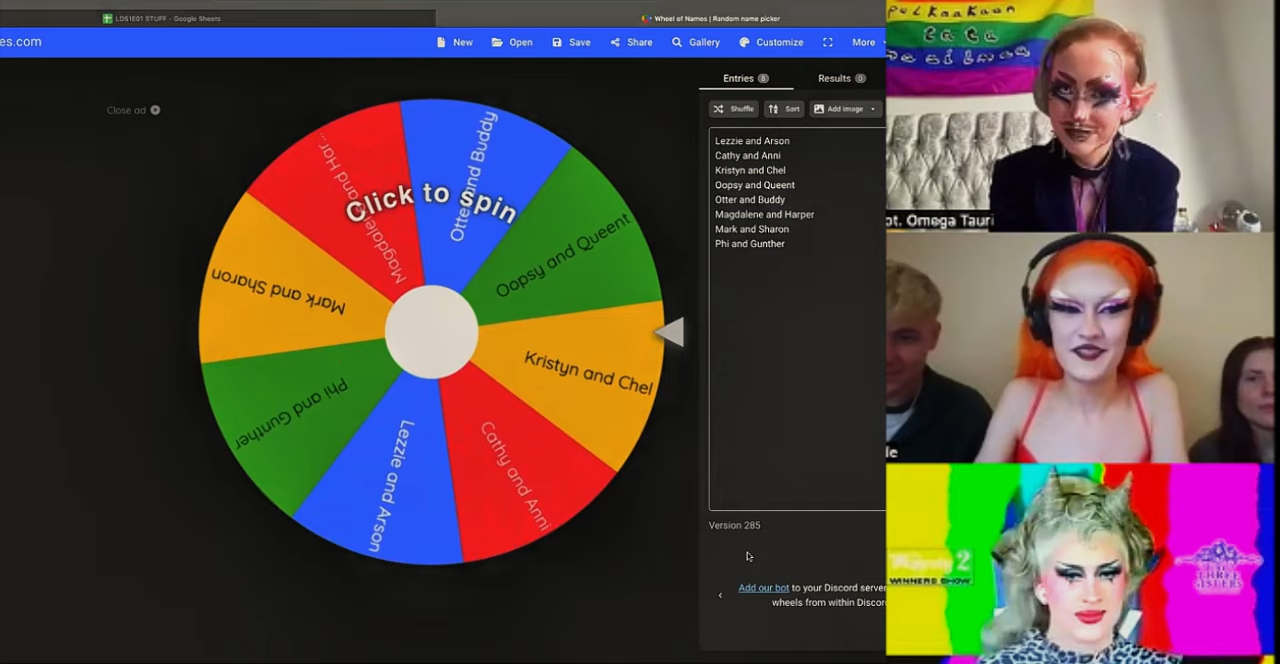 LDS1E01 STUFF - Google Sheets
Wheel of Names | Random name picker
es.com
New
Open
Save
Share
Gallery
Customize
More
Close ad
Click to spin
Otter and Buddy
Oopsy and Queent
Kristyn and Chel
Cathy and Anni
Lezzie and Arson
Phi and Gunther
Mark and Sharon
Magdalene and Har...
Entries 8
Results 0
Shuffle
Sort
Add image
Lezzie and Arson
Cathy and Anni
Kristyn and Chel
Oopsy and Queent
Otter and Buddy
Magdalene and Harper
Mark and Sharon
Phi and Gunther
Version 285
Add our bot to your Discord server
wheels from within Discor
pt. Omega Tauri
le
2
WINNERS SHOW
THREE
SISTERS